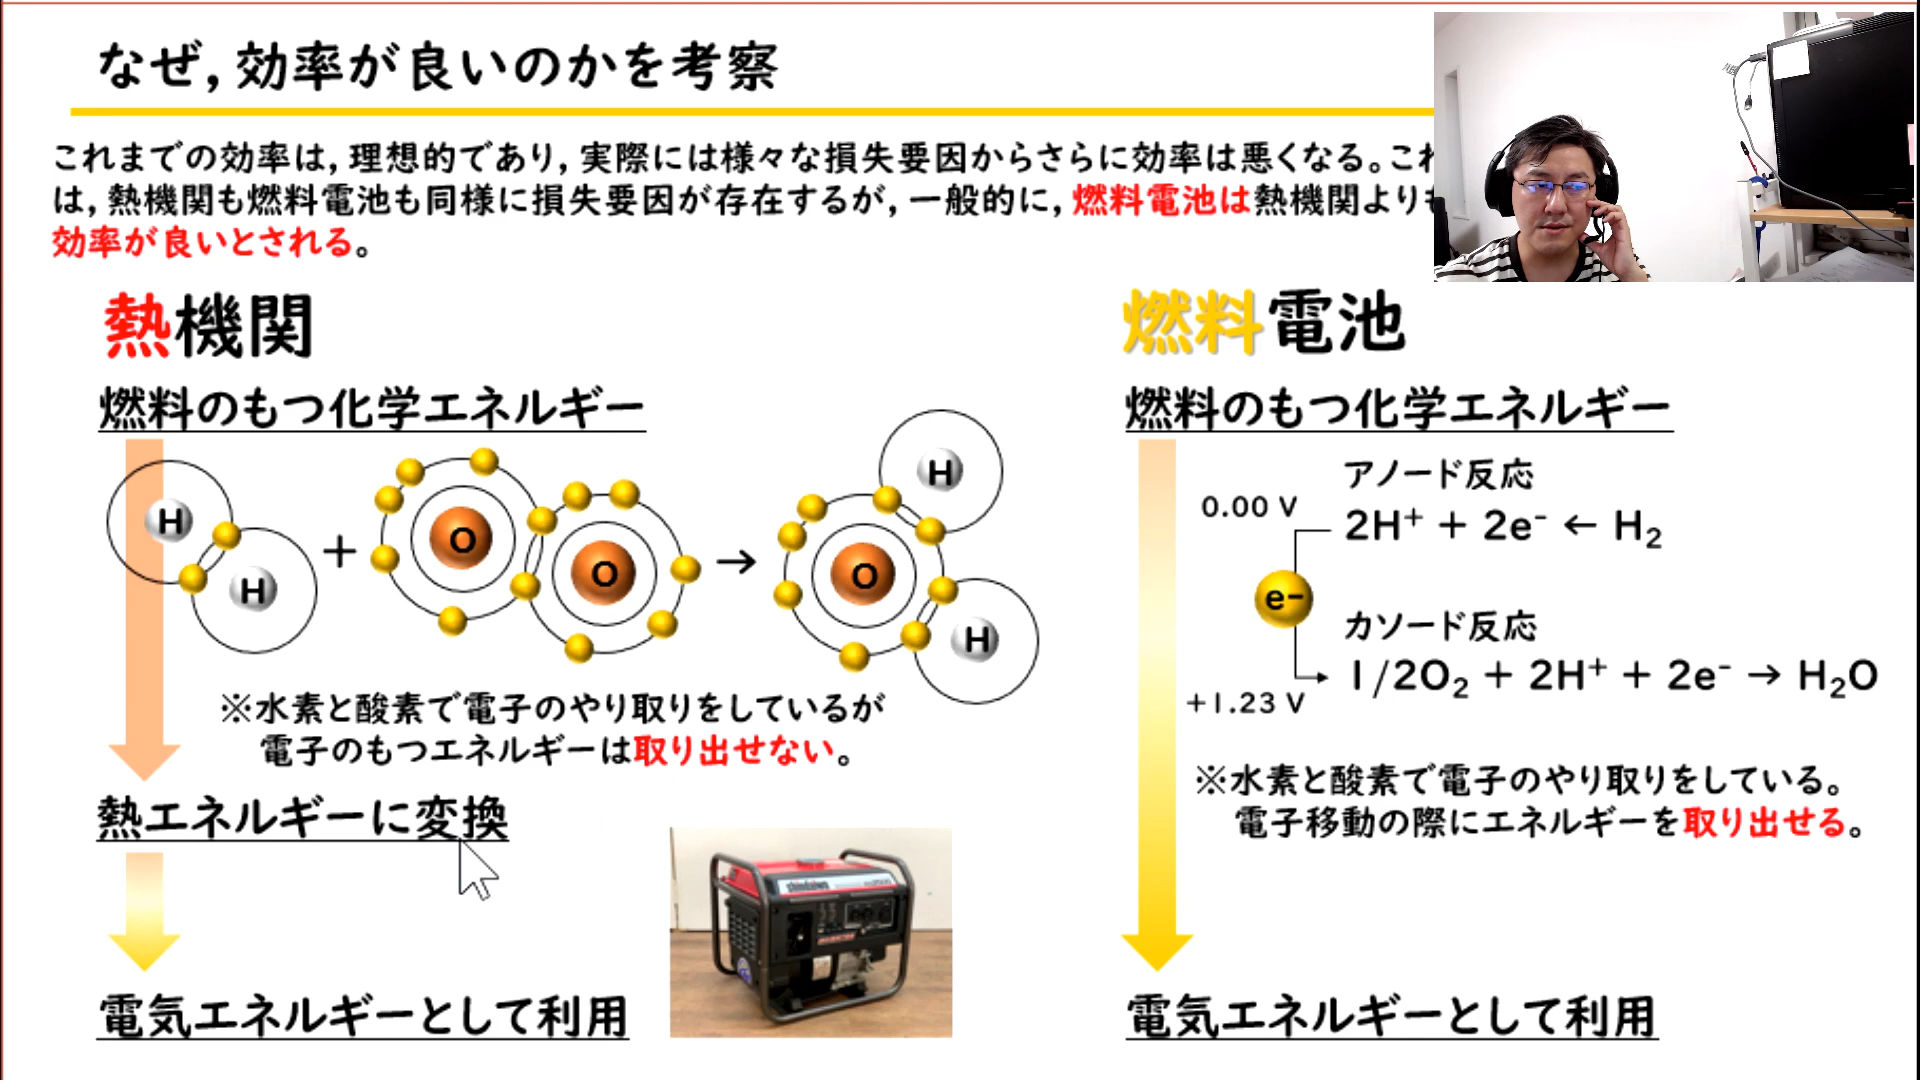 なぜ,効率が良いのかを考察
これまでの効率は,理想的であり,実際には様々な損失要因からさらに効率は悪くなる。これ
は,熱機関も燃料電池も同様に損失要因が存在するが,一般的に,燃料電池は熱機関よりも
効率が良いとされる。
熱機関
燃料のもつ化学エネルギー
H
H
+
O
O
→
O
H
H
※水素と酸素で電子のやり取りをしているが
電子のもつエネルギーは取り出せない。
熱エネルギーに変換
shindaiwa
電気エネルギーとして利用
燃料電池
燃料のもつ化学エネルギー
アノード反応
0.00 V
2H⁺ + 2e⁻ ← H₂
e−
カソード反応
1/2O₂ + 2H⁺ + 2e⁻ → H₂O
+1.23 V
※水素と酸素で電子のやり取りをしている。
電子移動の際にエネルギーを取り出せる。
電気エネルギーとして利用